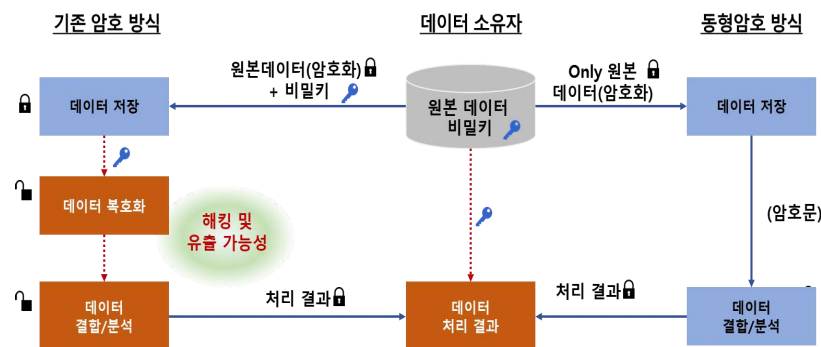 기존 암호 방식
데이터 소유자
동형암호 방식
원본데이터(암호화)
+ 비밀키
Only 원본
데이터(암호화)
데이터 저장
원본 데이터
비밀키
데이터 저장
데이터 복호화
해킹 및
유출 가능성
(암호문)
데이터
결합/분석
처리 결과
데이터
처리 결과
처리 결과
데이터
결합/분석